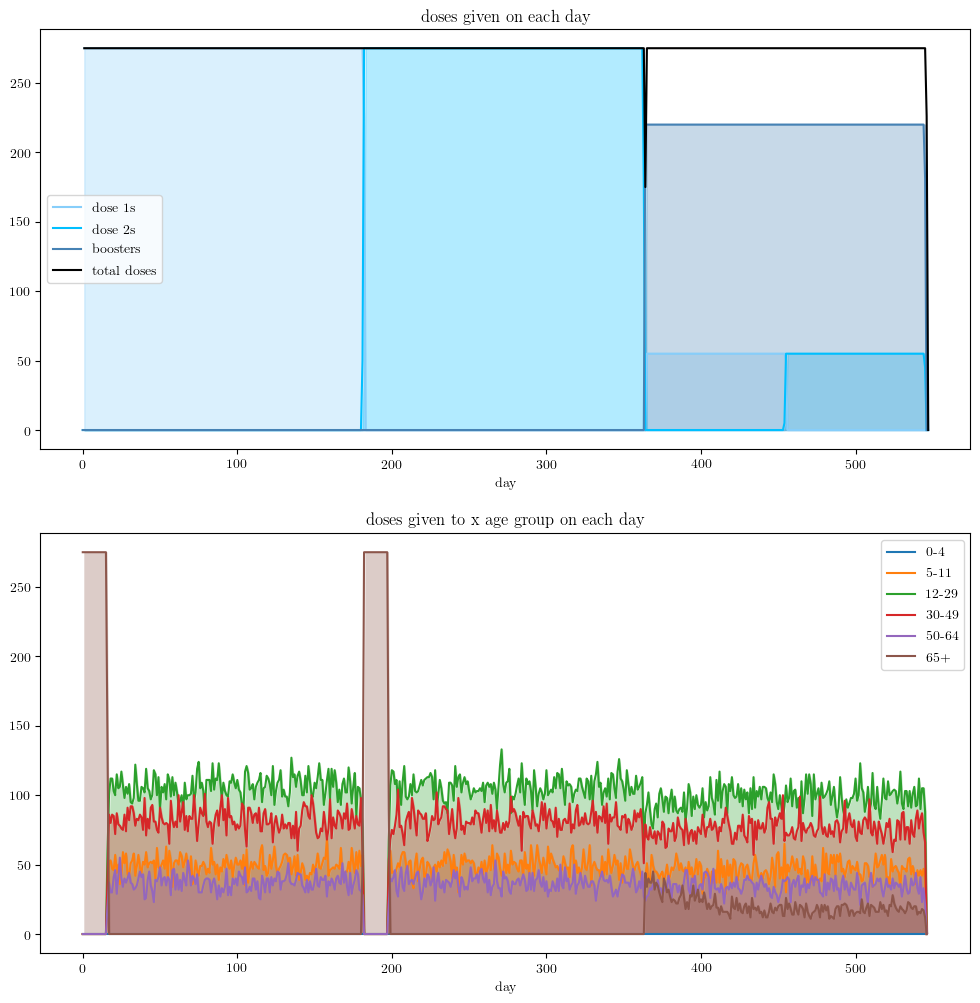 doses given on each day
250
200
150
100
50
0
dose 1s
dose 2s
boosters
total doses
0 100 200 300 400 500
day
doses given to x age group on each day
250
200
150
100
50
0
0-4
5-11
12-29
30-49
50-64
65+
0 100 200 300 400 500
day